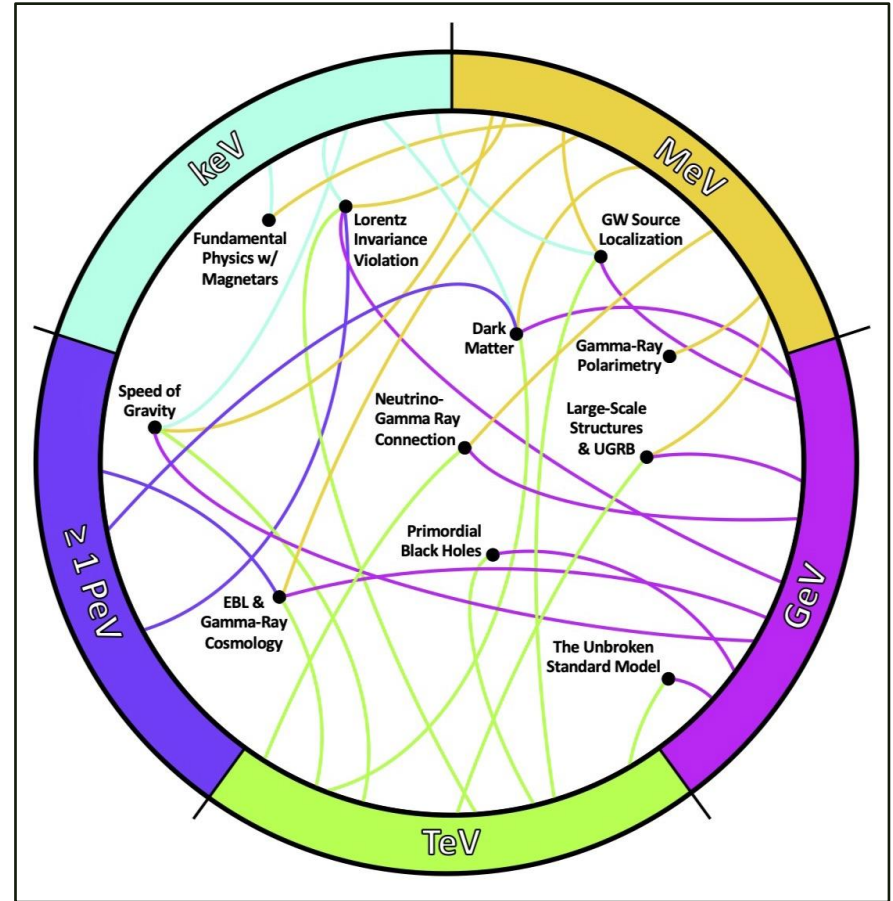 keV
MeV
Fundamental
Physics w/
Magnetars
Lorentz
Invariance
Violation
GW Source
Localization
Dark
Matter
Gamma-Ray
Polarimetry
Speed of
Gravity
Neutrino-
Gamma Ray
Connection
Large-Scale
Structures
& UGRB
Primordial
Black Holes
≥ 1 PeV
EBL &
Gamma-Ray
Cosmology
GeV
The Unbroken
Standard Model
TeV